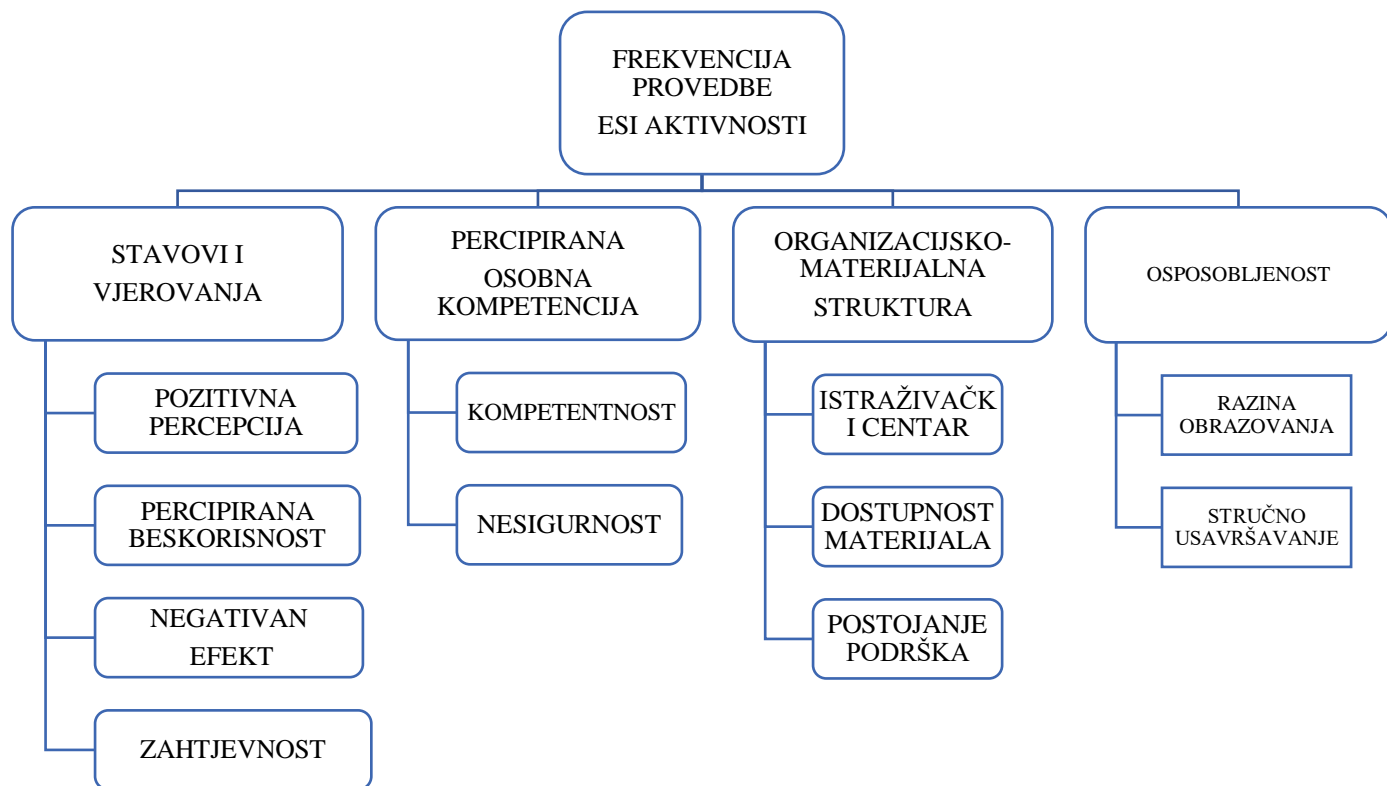 FREKVENCIJA
PROVEDBE
ESI AKTIVNOSTI
STAVOVI I
VJEROVANJA
POZITIVNA
PERCEPCIJA
PERCIPIRANA
BESKORISNOST
NEGATIVAN
EFEKT
ZAHTJEVNOST
PERCIPIRANA
OSOBNA
KOMPETENCIJA
KOMPETENTNOST
NESIGURNOST
ORGANIZACIJSKO-
MATERIJALNA
STRUKTURA
ISTRAŽIVAČK
I CENTAR
DOSTUPNOST
MATERIJALA
POSTOJANJE
PODRŠKA
OSPOSOBLJENOST
RAZINA
OBRAZOVANJA
STRUČNO
USAVRŠAVANJE